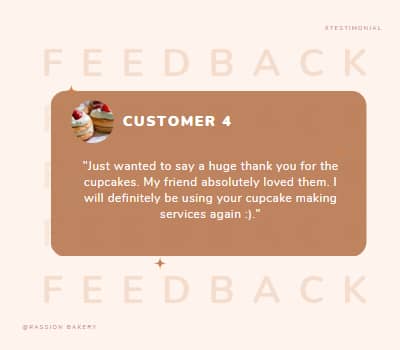 #TESTIMONIAL
FEEDBACK
CUSTOMER 4
"Just wanted to say a huge thank you for the
cupcakes. My friend absolutely loved them. I
will definitely be using your cupcake making
services again :)."
FEEDBACK
@PASSION BAKERY